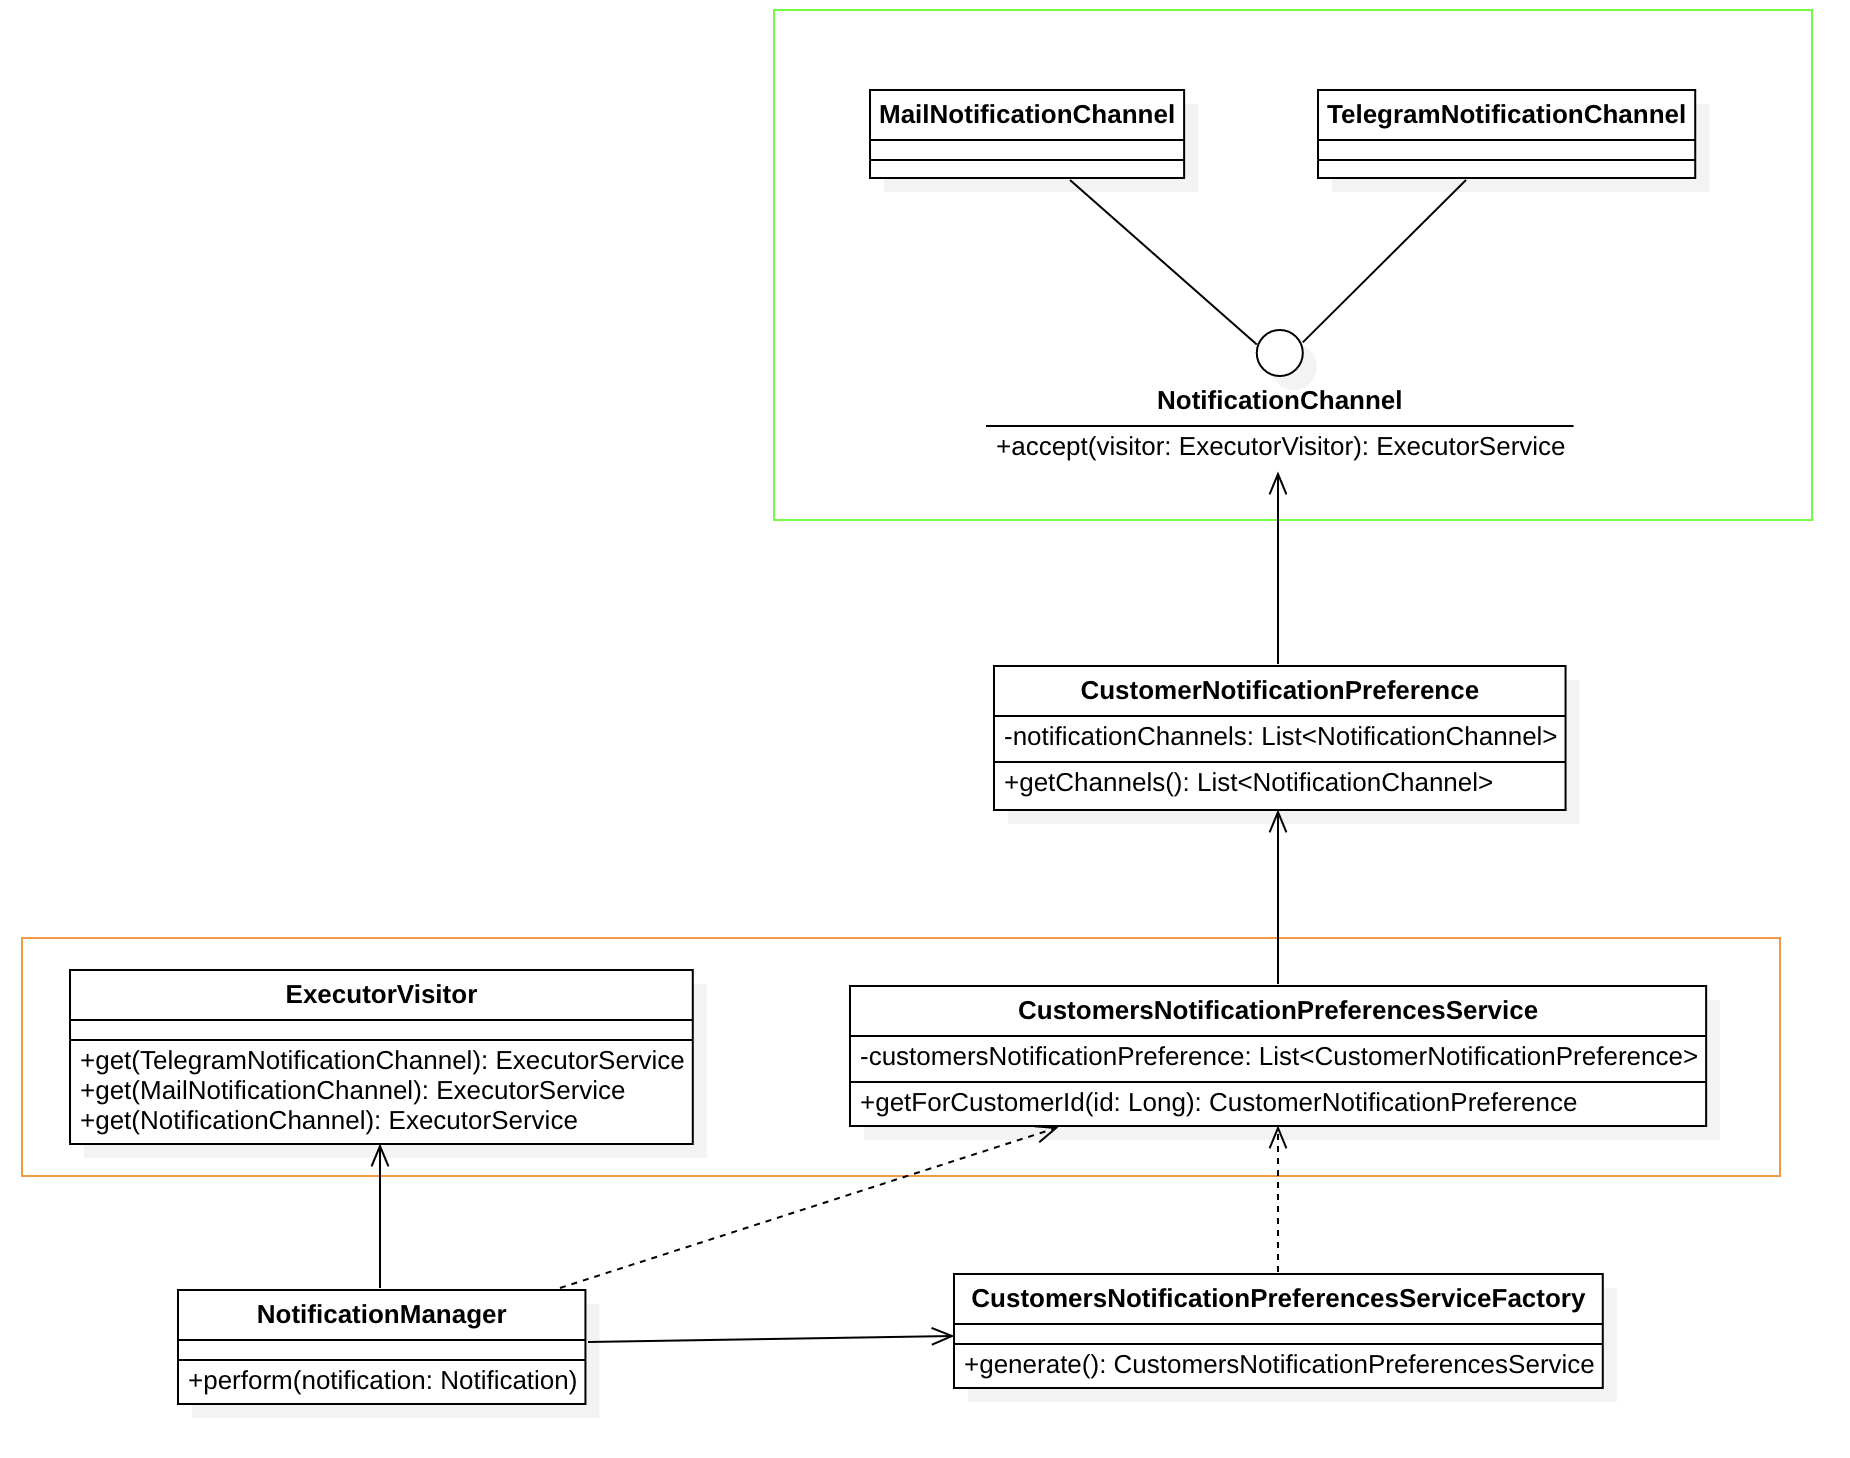 MailNotificationChannel
TelegramNotificationChannel
NotificationChannel
+accept(visitor: ExecutorVisitor): ExecutorService
CustomerNotificationPreference
-notificationChannels: List<NotificationChannel>
+getChannels(): List<NotificationChannel>
ExecutorVisitor
+get(TelegramNotificationChannel): ExecutorService
+get(MailNotificationChannel): ExecutorService
+get(NotificationChannel): ExecutorService
CustomersNotificationPreferencesService
-customersNotificationPreference: List<CustomerNotificationPreference>
+getForCustomerId(id: Long): CustomerNotificationPreference
NotificationManager
+perform(notification: Notification)
CustomersNotificationPreferencesServiceFactory
+generate(): CustomersNotificationPreferencesService